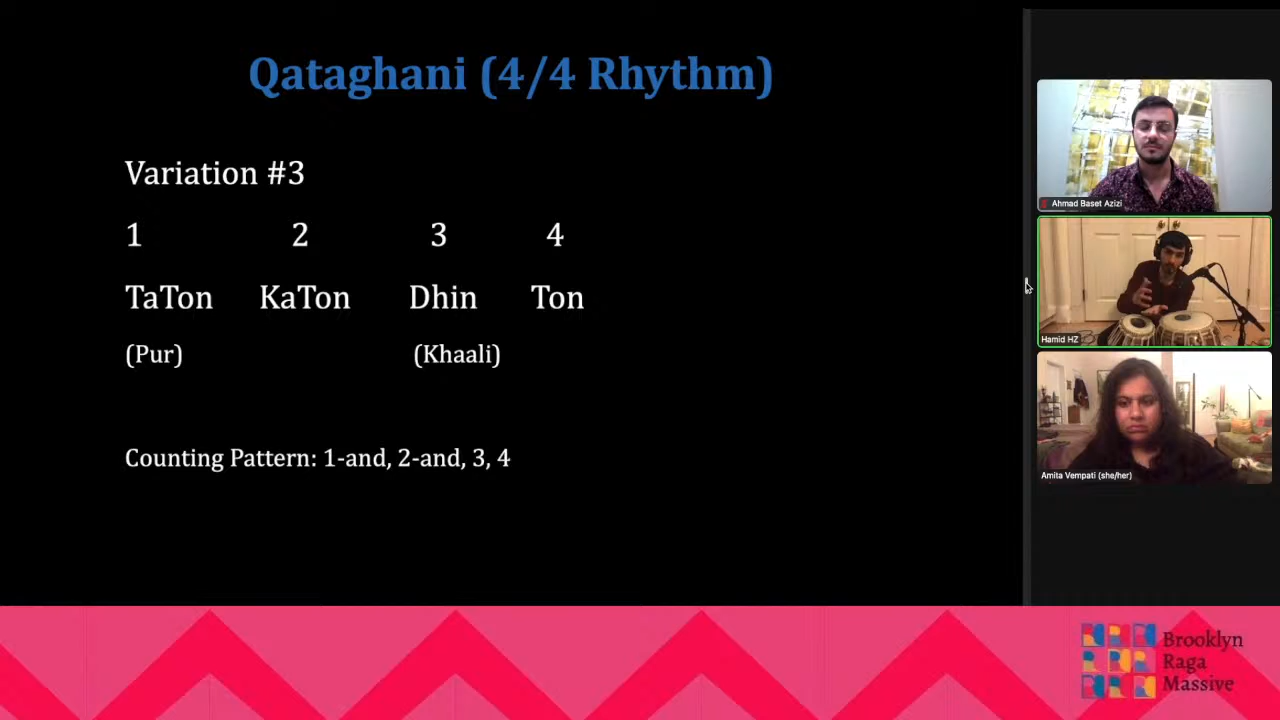 Qataghani (4/4 Rhythm)
Variation #3
1 2 3 4
TaTon KaTon Dhin Ton
(Pur) (Khaali)
Counting Pattern: 1-and, 2-and, 3, 4
Ahmad Baset Azizi
Hamid HZ
Amita Vempati (she/her)
Brooklyn
Raga
Massive